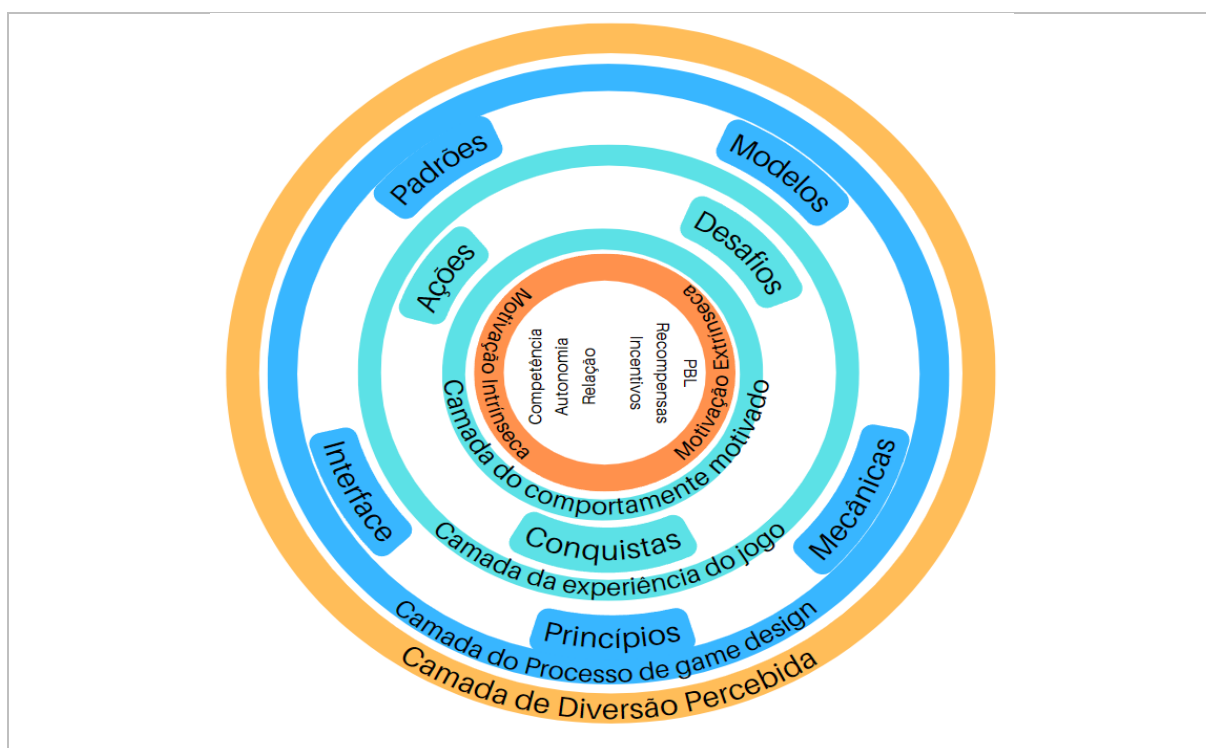 Padrões
Modelos
Ações
Desafios
Motivação Intrínseca
Competência
Autonomia
Relação
Incentivos
Recompensas
PBL
Motivação Extrínseca
Camada do comportamente motivado
Interface
Mecânicas
Conquistas
Camada da experiência do jogo
Princípios
Camada do Processo de game design
Camada de Diversão Percebida